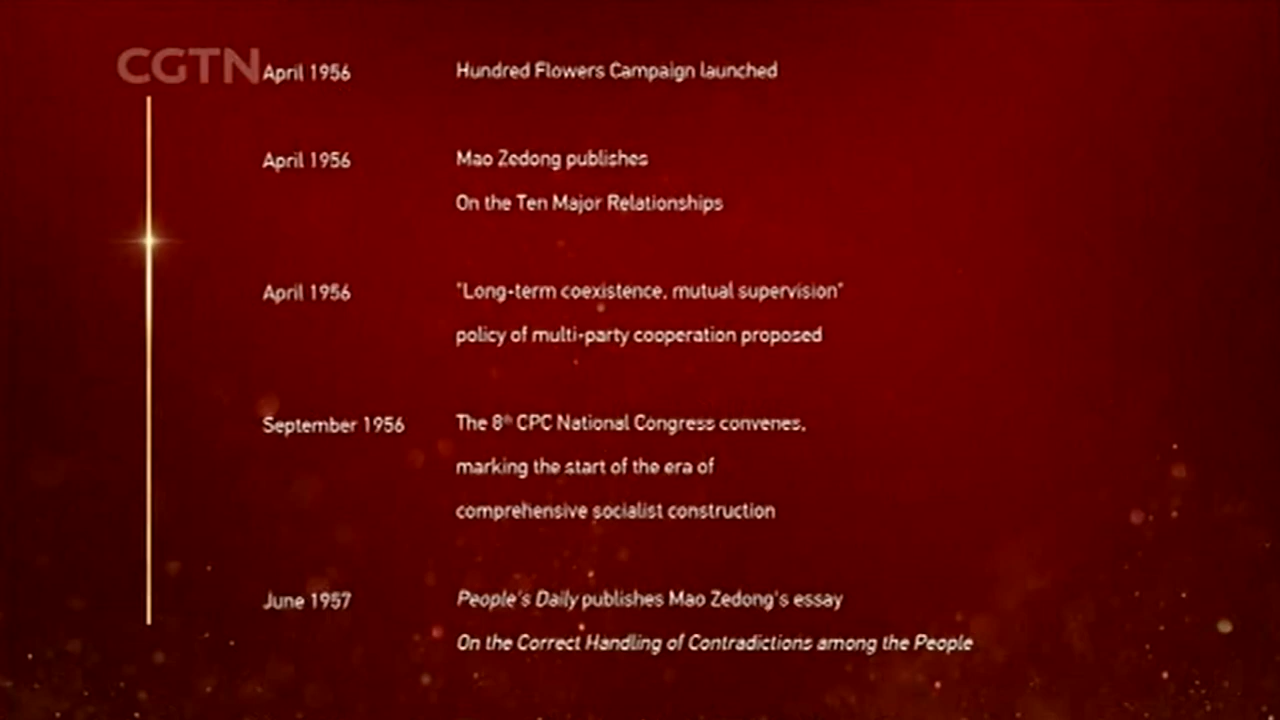 CGTN
April 1956 Hundred Flowers Campaign launched
April 1956 Mao Zedong publishes
On the Ten Major Relationships
April 1956 "Long-term coexistence, mutual supervision"
policy of multi-party cooperation proposed
September 1956 The 8th CPC National Congress convenes,
marking the start of the era of
comprehensive socialist construction
June 1957 People's Daily publishes Mao Zedong's essay
On the Correct Handling of Contradictions among the People